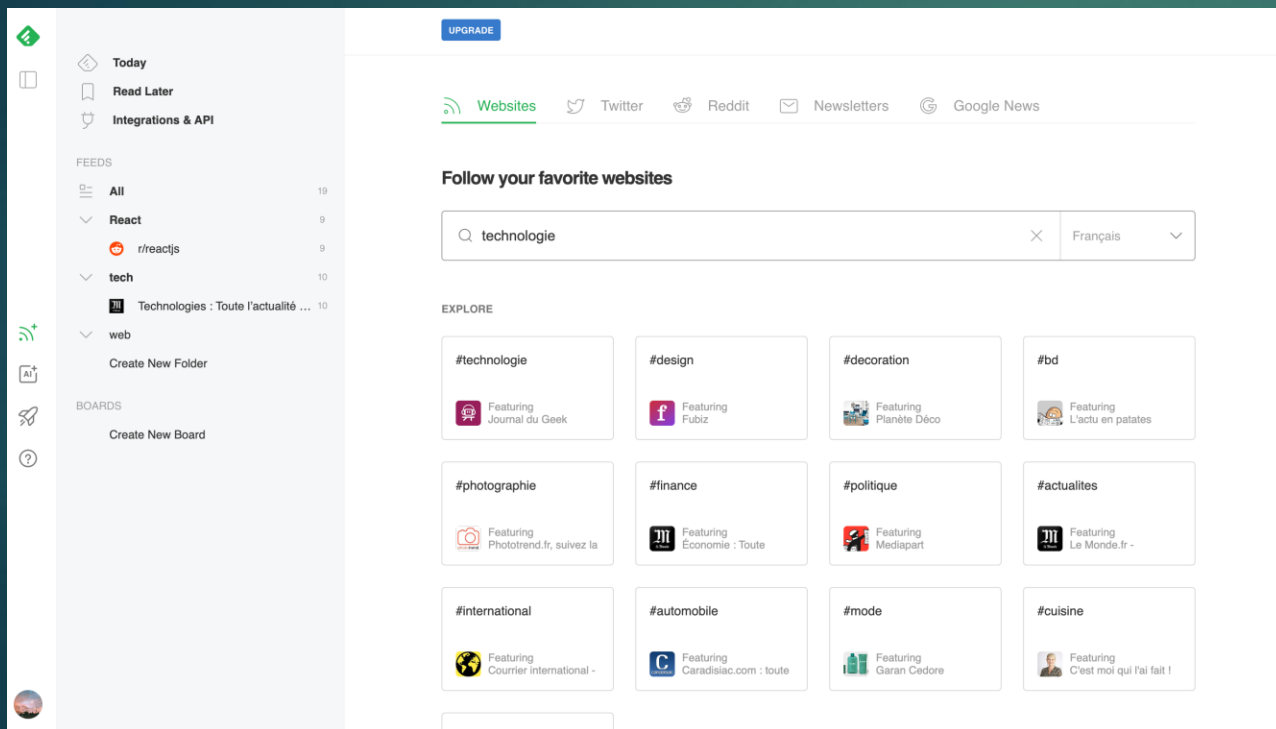 UPGRADE
Today
Read Later
Integrations & API
FEEDS
All 19
React 9
r/reactjs 9
tech 10
Technologies : Toute l'actualité ... 10
web
Create New Folder
BOARDS
Create New Board
AI
Websites Twitter Reddit Newsletters Google News
Follow your favorite websites
technologie Français
EXPLORE
#technologie
Featuring
Journal du Geek
#design
Featuring
Fubiz
#decoration
Featuring
Planète Déco
#bd
Featuring
L'actu en patates
#photographie
Featuring
Phototrend.fr, suivez la
#finance
Featuring
Économie : Toute
#politique
Featuring
Mediapart
#actualites
Featuring
Le Monde.fr -
#international
Featuring
Courrier international -
#automobile
Featuring
Caradisiac.com : toute
#mode
Featuring
Garan Cedore
#cuisine
Featuring
C'est moi qui l'ai fait !